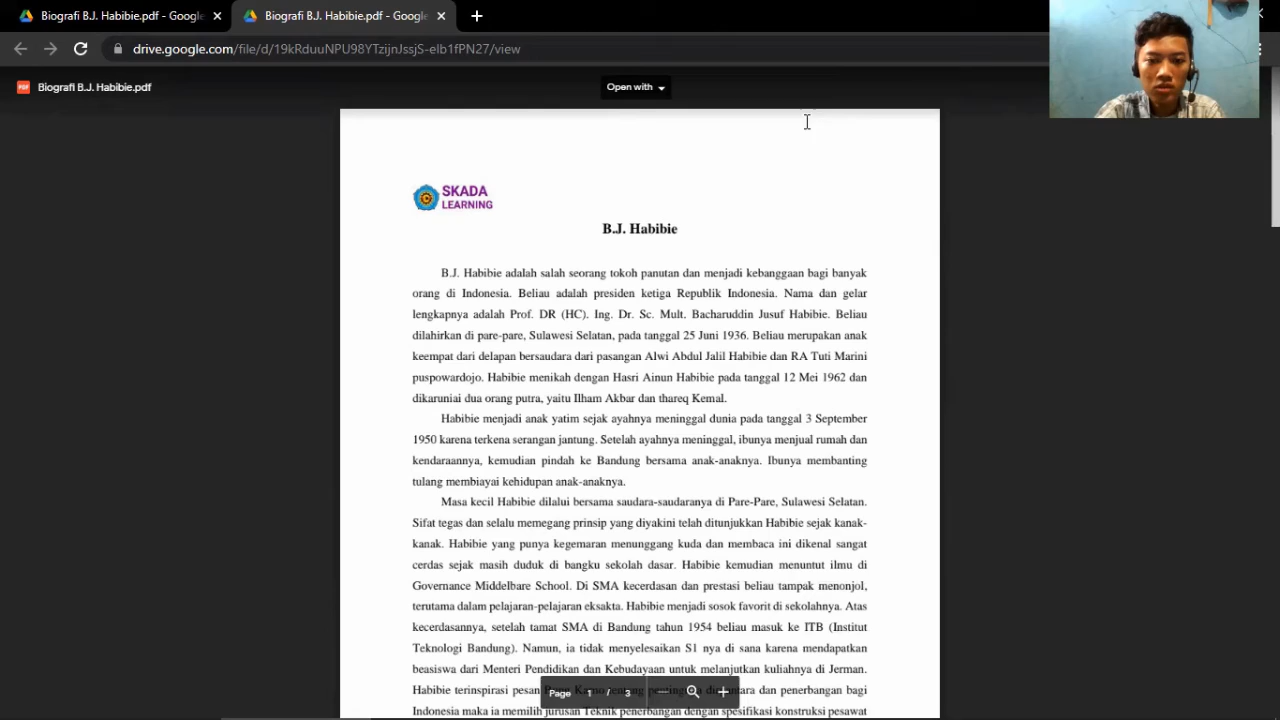 Biografi B.J. Habibie.pdf - Google
Biografi B.J. Habibie.pdf - Google
drive.google.com/file/d/19kRduuNPU98YTzijnJssjS-elb1fPN27/view
PDF Biografi B.J. Habibie.pdf
Open with
SKADA
LEARNING
B.J. Habibie
B.J. Habibie adalah salah seorang tokoh panutan dan menjadi kebanggaan bagi banyak
orang di Indonesia. Beliau adalah presiden ketiga Republik Indonesia. Nama dan gelar
lengkapnya adalah Prof. DR (HC). Ing. Dr. Sc. Mult. Bacharuddin Jusuf Habibie. Beliau
dilahirkan di pare-pare, Sulawesi Selatan, pada tanggal 25 Juni 1936. Beliau merupakan anak
keempat dari delapan bersaudara dari pasangan Alwi Abdul Jalil Habibie dan RA Tuti Marini
puspowardojo. Habibie menikah dengan Hasri Ainun Habibie pada tanggal 12 Mei 1962 dan
dikaruniai dua orang putra, yaitu Ilham Akbar dan thareq Kemal.
Habibie menjadi anak yatim sejak ayahnya meninggal dunia pada tanggal 3 September
1950 karena terkena serangan jantung. Setelah ayahnya meninggal, ibunya menjual rumah dan
kendaraannya, kemudian pindah ke Bandung bersama anak-anaknya. Ibunya membanting
tulang membiayai kehidupan anak-anaknya.
Masa kecil Habibie dilalui bersama saudara-saudaranya di Pare-Pare, Sulawesi Selatan.
Sifat tegas dan selalu memegang prinsip yang diyakini telah ditunjukkan Habibie sejak kanak-
kanak. Habibie yang punya kegemaran menunggang kuda dan membaca ini dikenal sangat
cerdas sejak masih duduk di bangku sekolah dasar. Habibie kemudian menuntut ilmu di
Governance Middelbare School. Di SMA kecerdasan dan prestasi beliau tampak menonjol,
terutama dalam pelajaran-pelajaran eksakta. Habibie menjadi sosok favorit di sekolahnya. Atas
kecerdasannya, setelah tamat SMA di Bandung tahun 1954 beliau masuk ke ITB (Institut
Teknologi Bandung). Namun, ia tidak menyelesaikan S1 nya di sana karena mendapatkan
beasiswa dari Menteri Pendidikan dan Kebudayaan untuk melanjutkan kuliahnya di Jerman.
Habibie terinspirasi pesan dan penerbangan bagi
Indonesia maka ia memilih jurusan Teknik penerbangan dengan spesifikasi konstruksi pesawat
Page 1 / 3